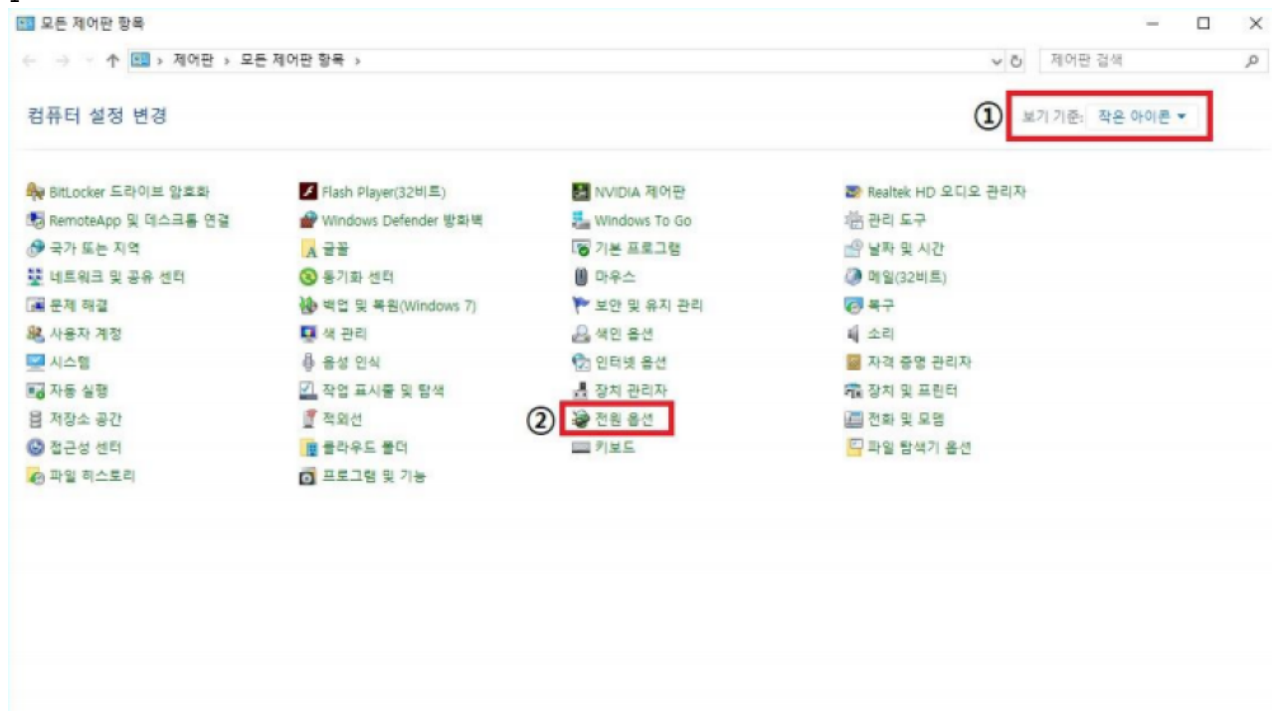 모든 제어판 항목
제어판 › 모든 제어판 항목 ›
제어판 검색
컴퓨터 설정 변경
① 보기 기준: 작은 아이콘
BitLocker 드라이브 암호화 Flash Player(32비트) NVIDIA 제어판 Realtek HD 오디오 관리자
RemoteApp 및 데스크톱 연결 Windows Defender 방화벽 Windows To Go 관리 도구
국가 또는 지역 글꼴 기본 프로그램 날짜 및 시간
네트워크 및 공유 센터 동기화 센터 마우스 메일(32비트)
문제 해결 백업 및 복원(Windows 7) 보안 및 유지 관리 복구
사용자 계정 색 관리 색인 옵션 소리
시스템 음성 인식 인터넷 옵션 자격 증명 관리자
자동 실행 작업 표시줄 및 탐색 장치 관리자 장치 및 프린터
저장소 공간 적외선 ② 전원 옵션 전화 및 모뎀
접근성 센터 클라우드 폴더 키보드 파일 탐색기 옵션
파일 히스토리 프로그램 및 기능